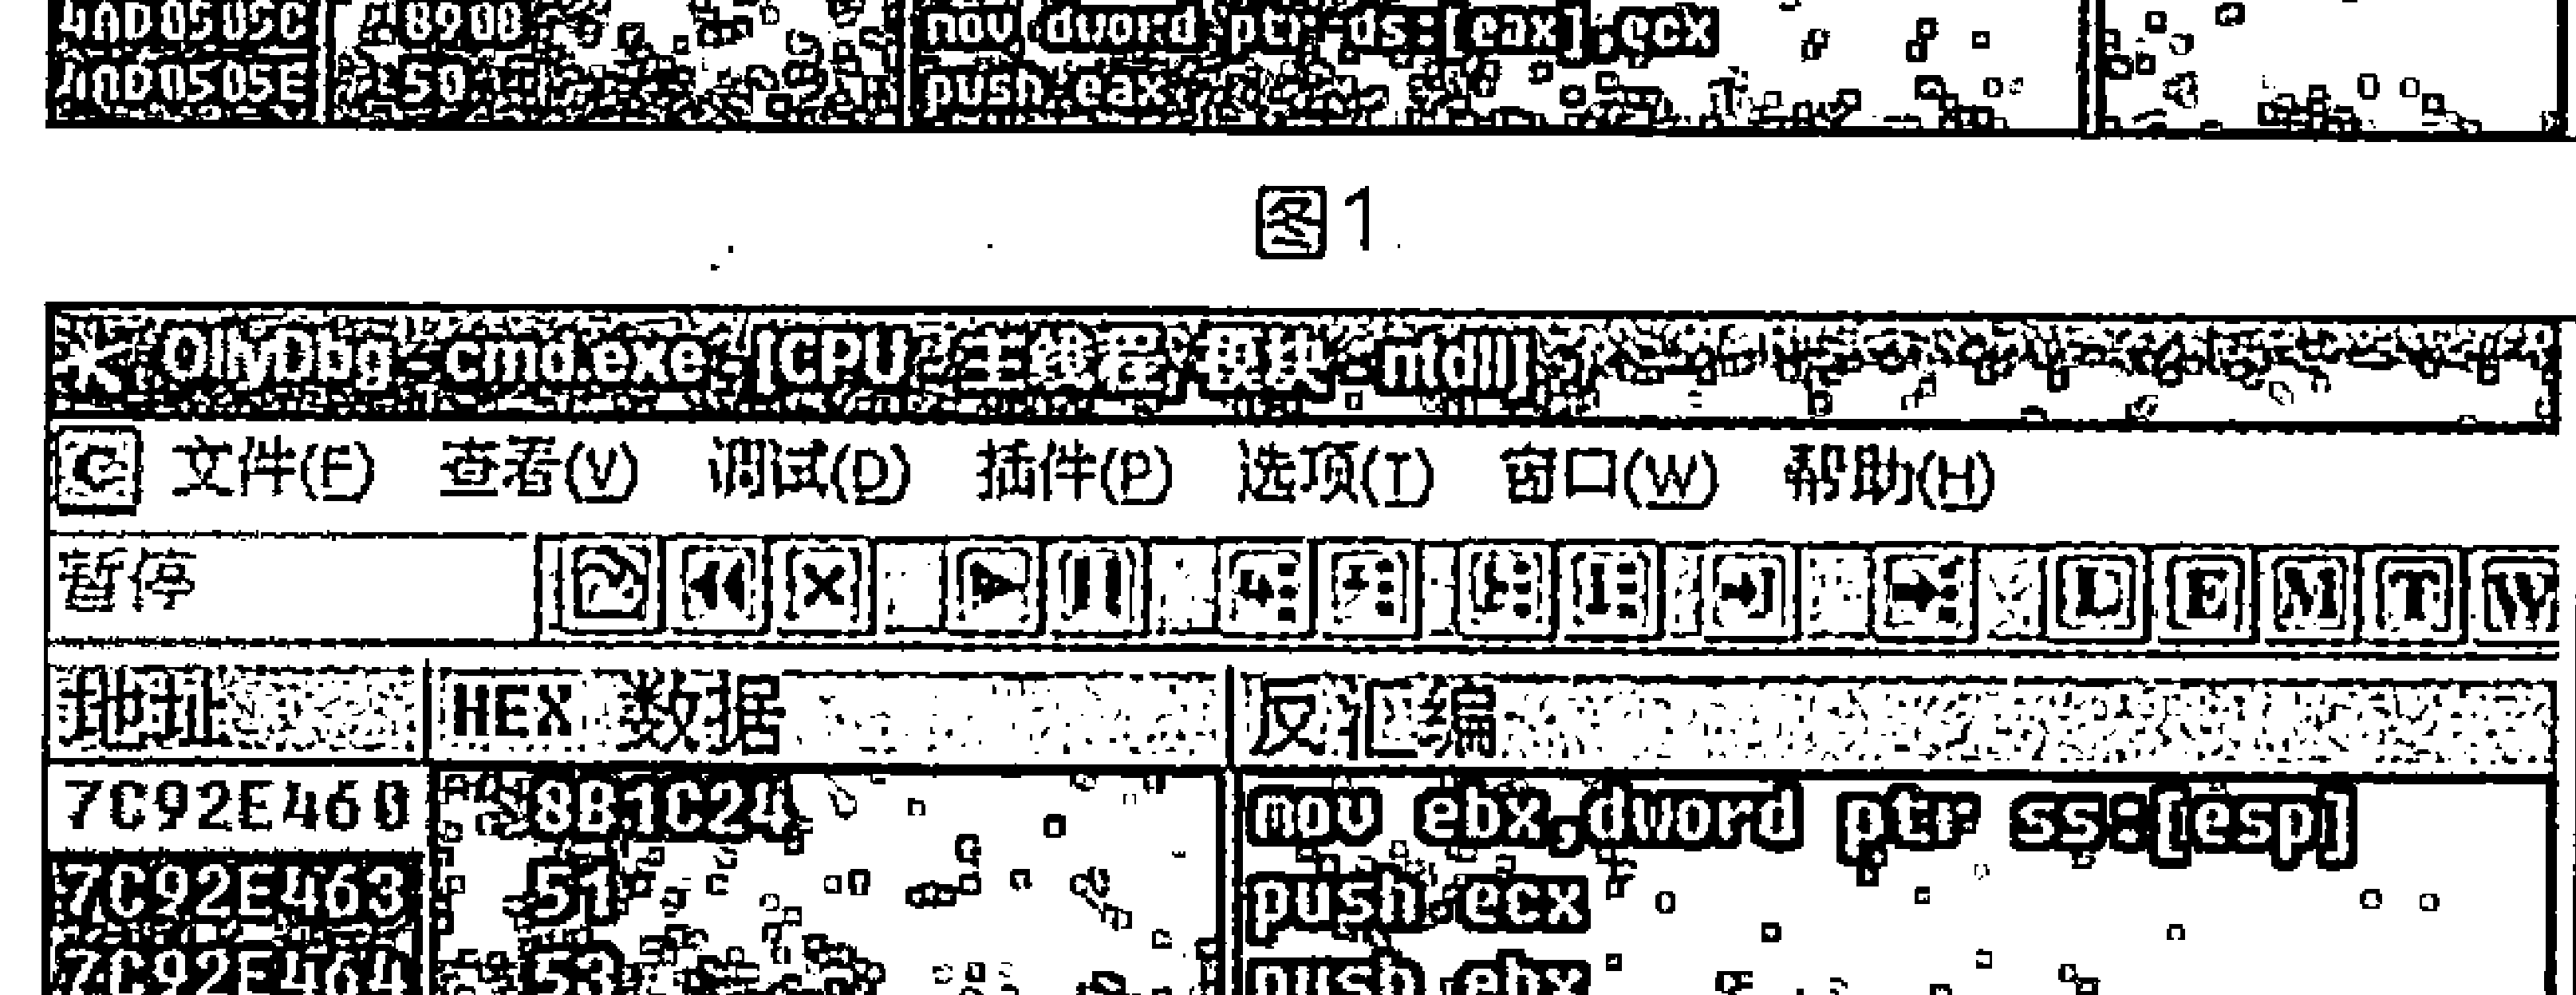 4AD0505C 8900 mov dword ptr ds:[eax],ecx
4AD0505E 50 push eax
图1
OllyDbg - cmd.exe - [CPU - 主线程, 模块 - ntdll]
C 文件(F) 查看(V) 调试(D) 插件(P) 选项(T) 窗口(W) 帮助(H)
暂停 L E M T W
地址 HEX 数据 反汇编
7C92E460 8B1C24 mov ebx,dword ptr ss:[esp]
7C92E463 51 push ecx
7C92E464 53 push ebx